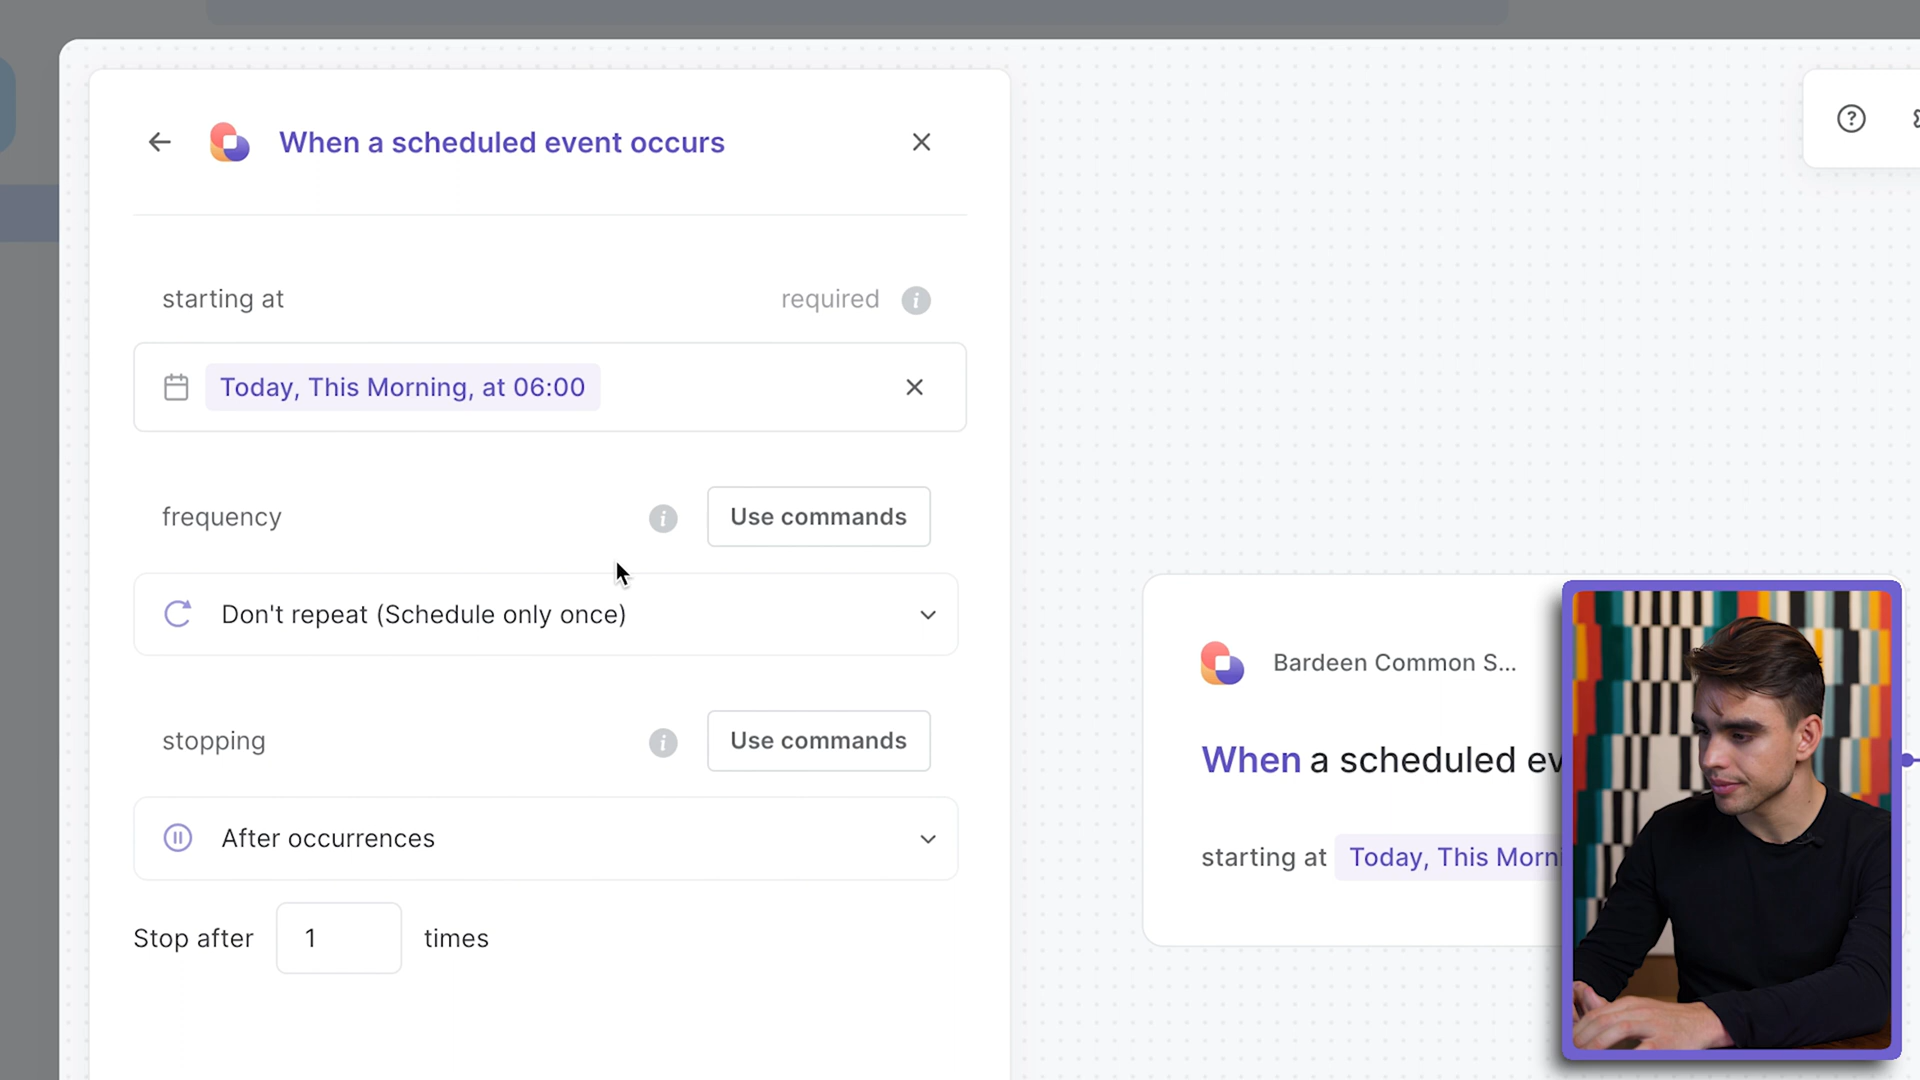 When a scheduled event occurs
starting at
required
Today, This Morning, at 06:00
frequency
Use commands
Don't repeat (Schedule only once)
stopping
Use commands
After occurrences
Stop after 1 times
Bardeen Common S...
When a scheduled ev
starting at Today, This Morni